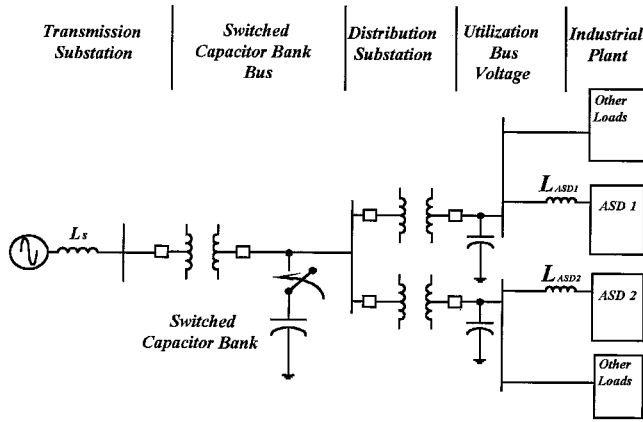 Transmission
Substation
Switched
Capacitor Bank
Bus
Distribution
Substation
Utilization
Bus
Voltage
Industrial
Plant
Other
Loads
LASD1
ASD 1
Ls
LASD2
ASD 2
Switched
Capacitor Bank
Other
Loads